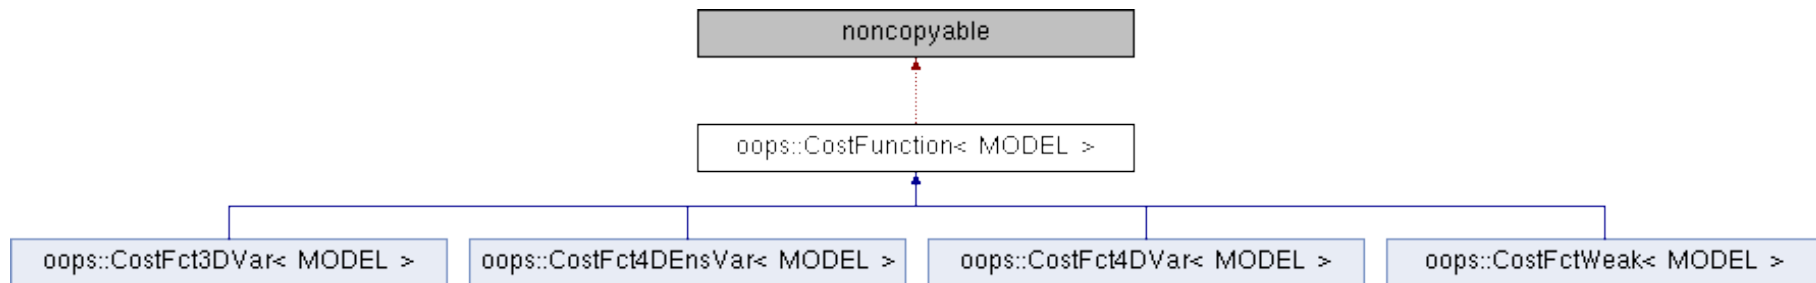 noncopyable
oops::CostFunction< MODEL >
oops::CostFct3DVar< MODEL >
oops::CostFct4DEnsVar< MODEL >
oops::CostFct4DVar< MODEL >
oops::CostFctWeak< MODEL >